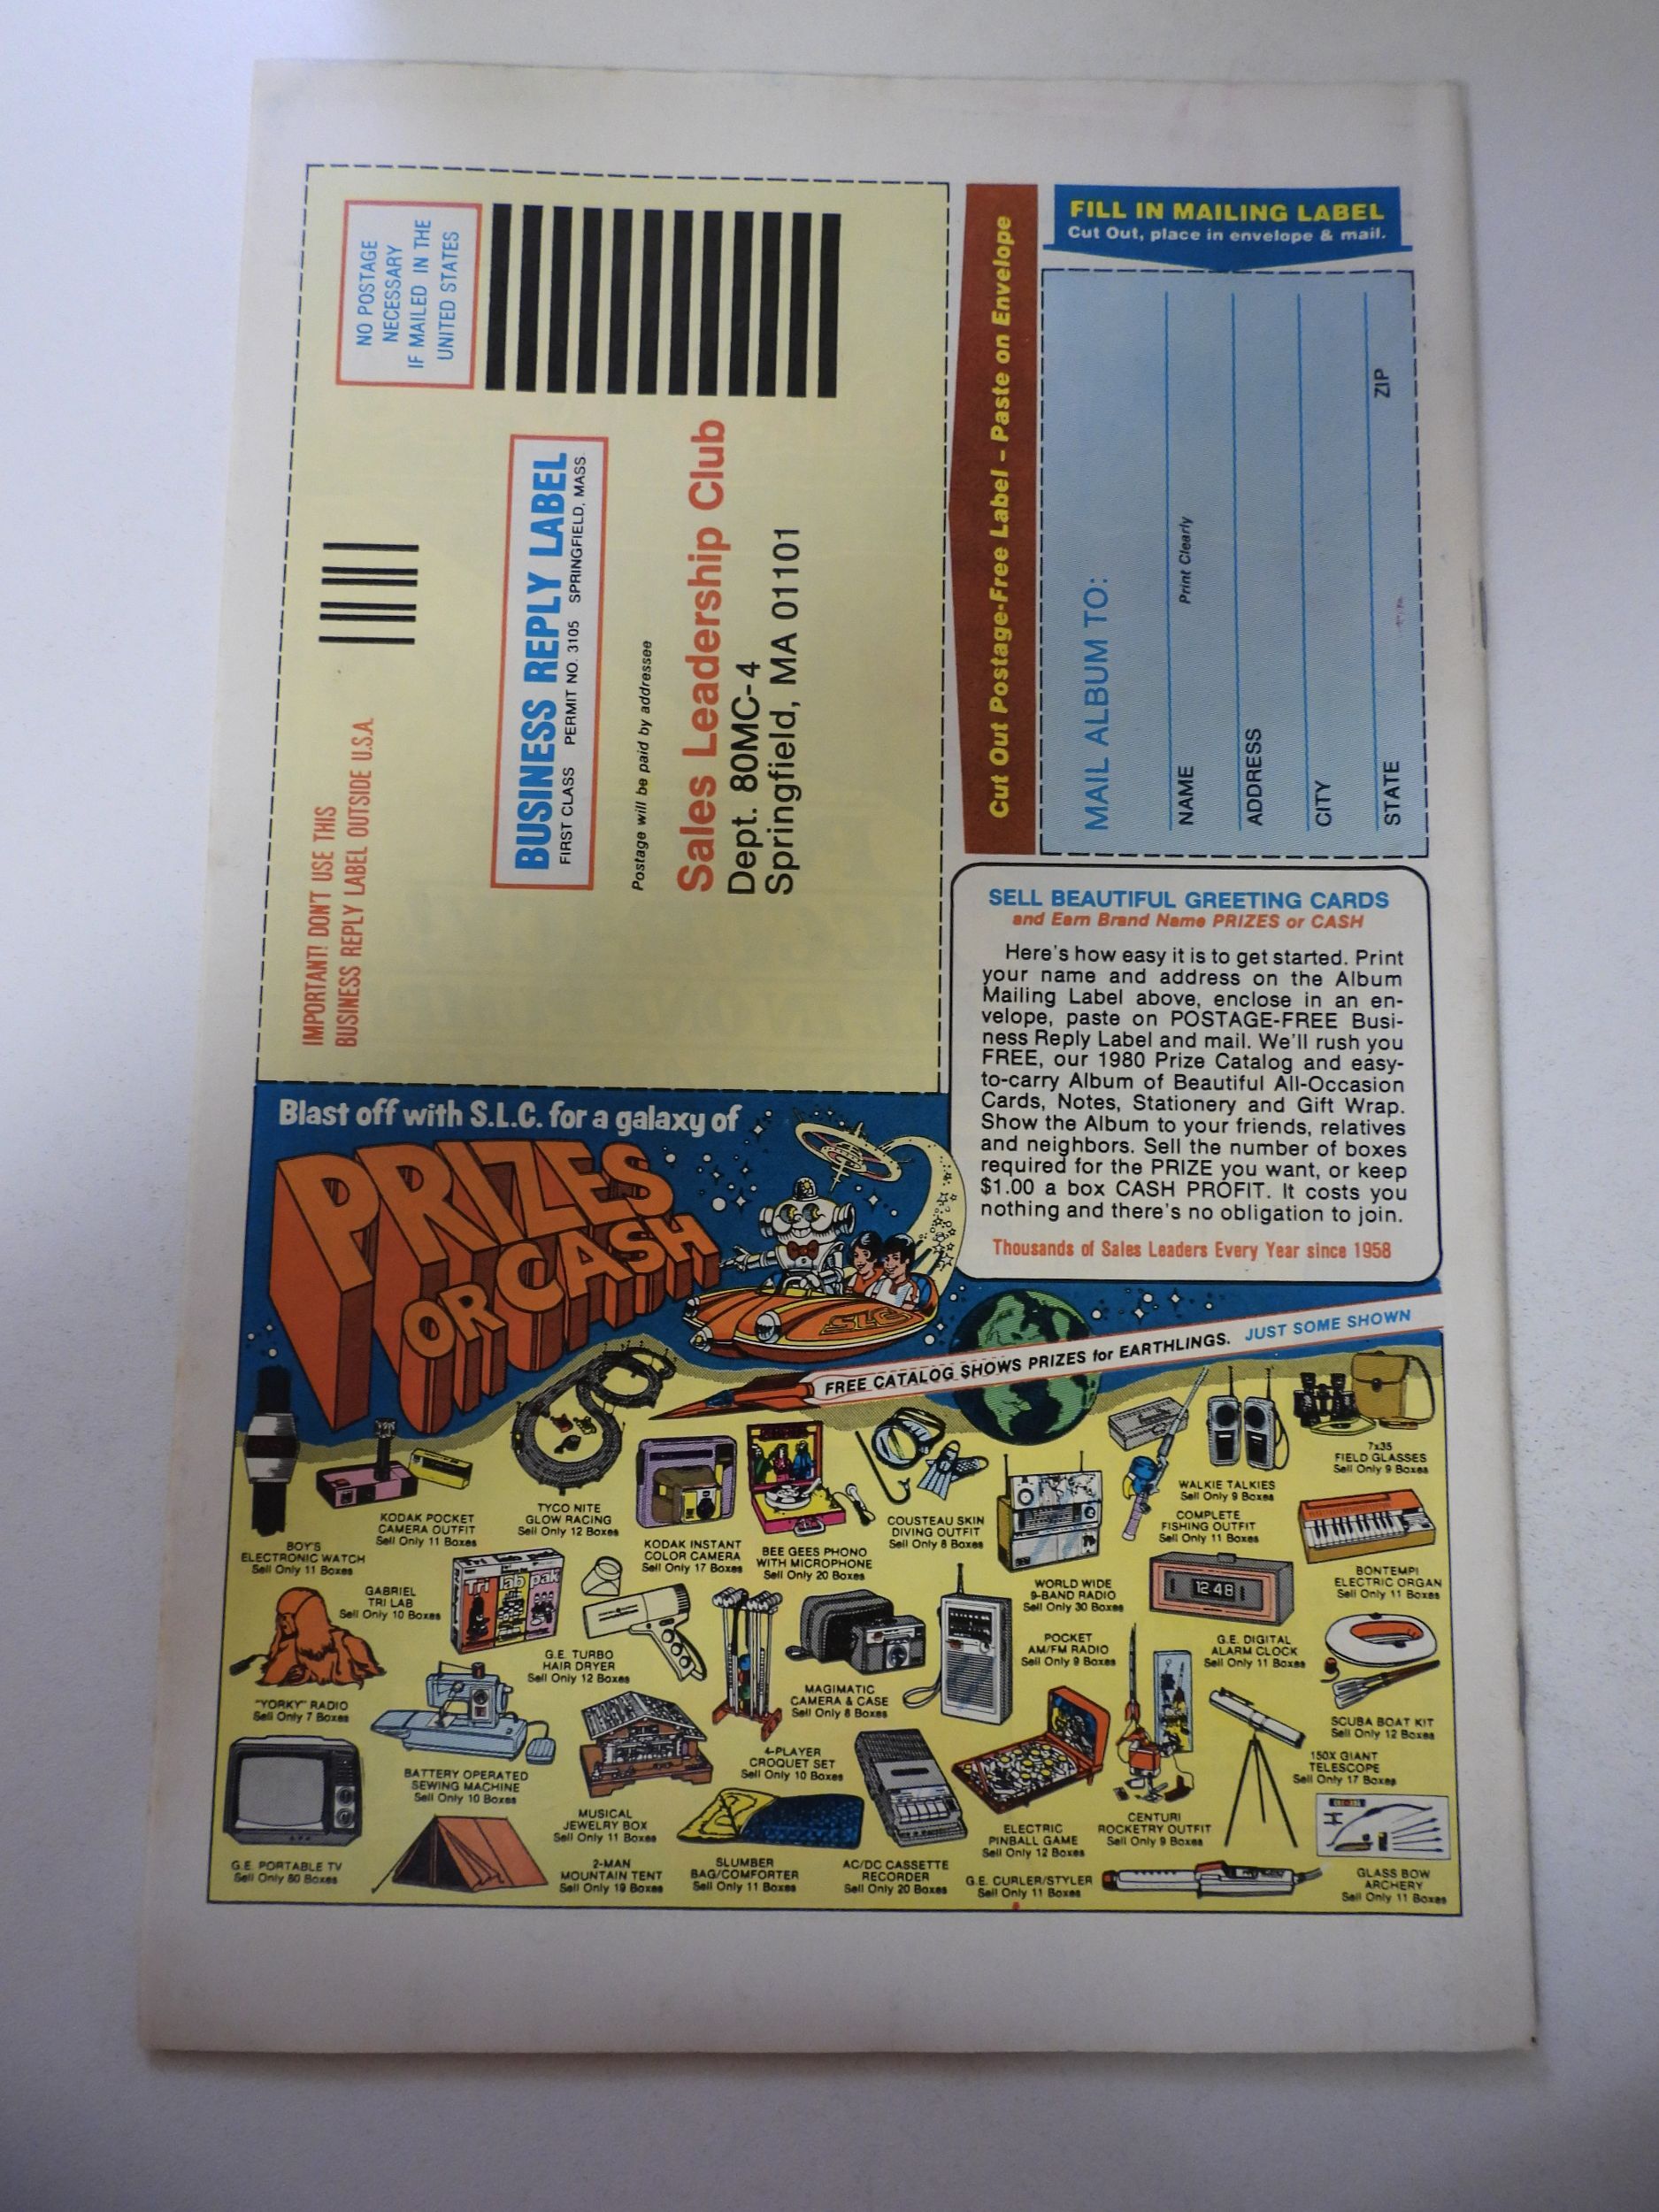 NO POSTAGE
NECESSARY
IF MAILED IN THE
UNITED STATES
IMPORTANT! DON'T USE THIS
BUSINESS REPLY LABEL OUTSIDE U.S.A.
BUSINESS REPLY LABEL
FIRST CLASS PERMIT NO. 3105 SPRINGFIELD, MASS.
Postage will be paid by addressee
Sales Leadership Club
Dept. 80MC-4
Springfield, MA 01101
Cut Out Postage-Free Label – Paste on Envelope
FILL IN MAILING LABEL
Cut Out, place in envelope & mail.
MAIL ALBUM TO:
NAME
Print Clearly
ADDRESS
CITY
STATE ZIP
SELL BEAUTIFUL GREETING CARDS
and Earn Brand Name PRIZES or CASH
Here's how easy it is to get started. Print
your name and address on the Album
Mailing Label above, enclose in an en-
velope, paste on POSTAGE-FREE Busi-
ness Reply Label and mail. We'll rush you
FREE, our 1980 Prize Catalog and easy-
to-carry Album of Beautiful All-Occasion
Cards, Notes, Stationery and Gift Wrap.
Show the Album to your friends, relatives
and neighbors. Sell the number of boxes
required for the PRIZE you want, or keep
$1.00 a box CASH PROFIT. It costs you
nothing and there's no obligation to join.
Thousands of Sales Leaders Every Year since 1958
Blast off with S.L.C. for a galaxy of
PRIZES
OR CASH
SLC
FREE CATALOG SHOWS PRIZES for EARTHLINGS. JUST SOME SHOWN
BOY'S
ELECTRONIC WATCH
Sell Only 11 Boxes
KODAK POCKET
CAMERA OUTFIT
Sell Only 11 Boxes
TYCO NITE
GLOW RACING
Sell Only 12 Boxes
KODAK INSTANT
COLOR CAMERA
Sell Only 17 Boxes
BEE GEES PHONO
WITH MICROPHONE
Sell Only 20 Boxes
COUSTEAU SKIN
DIVING OUTFIT
Sell Only 8 Boxes
WORLD WIDE
9-BAND RADIO
Sell Only 30 Boxes
COMPLETE
FISHING OUTFIT
Sell Only 11 Boxes
WALKIE TALKIES
Sell Only 9 Boxes
7x35
FIELD GLASSES
Sell Only 9 Boxes
BONTEMPI
ELECTRIC ORGAN
Sell Only 11 Boxes
GABRIEL
TRI LAB
Sell Only 10 Boxes
Tri lab pak
G.E. TURBO
HAIR DRYER
Sell Only 12 Boxes
MAGIMATIC
CAMERA & CASE
Sell Only 8 Boxes
POCKET
AM/FM RADIO
Sell Only 9 Boxes
12:48
G.E. DIGITAL
ALARM CLOCK
Sell Only 11 Boxes
SCUBA BOAT KIT
Sell Only 12 Boxes
"YORKY" RADIO
Sell Only 7 Boxes
BATTERY OPERATED
SEWING MACHINE
Sell Only 10 Boxes
MUSICAL
JEWELRY BOX
Sell Only 11 Boxes
4-PLAYER
CROQUET SET
Sell Only 10 Boxes
ELECTRIC
PINBALL GAME
Sell Only 12 Boxes
CENTURI
ROCKETRY OUTFIT
Sell Only 9 Boxes
150X GIANT
TELESCOPE
Sell Only 17 Boxes
G.E. PORTABLE TV
Sell Only 80 Boxes
2-MAN
MOUNTAIN TENT
Sell Only 19 Boxes
SLUMBER
BAG/COMFORTER
Sell Only 11 Boxes
AC/DC CASSETTE
RECORDER
Sell Only 20 Boxes
G.E. CURLER/STYLER
Sell Only 11 Boxes
GLASS BOW
ARCHERY
Sell Only 11 Boxes